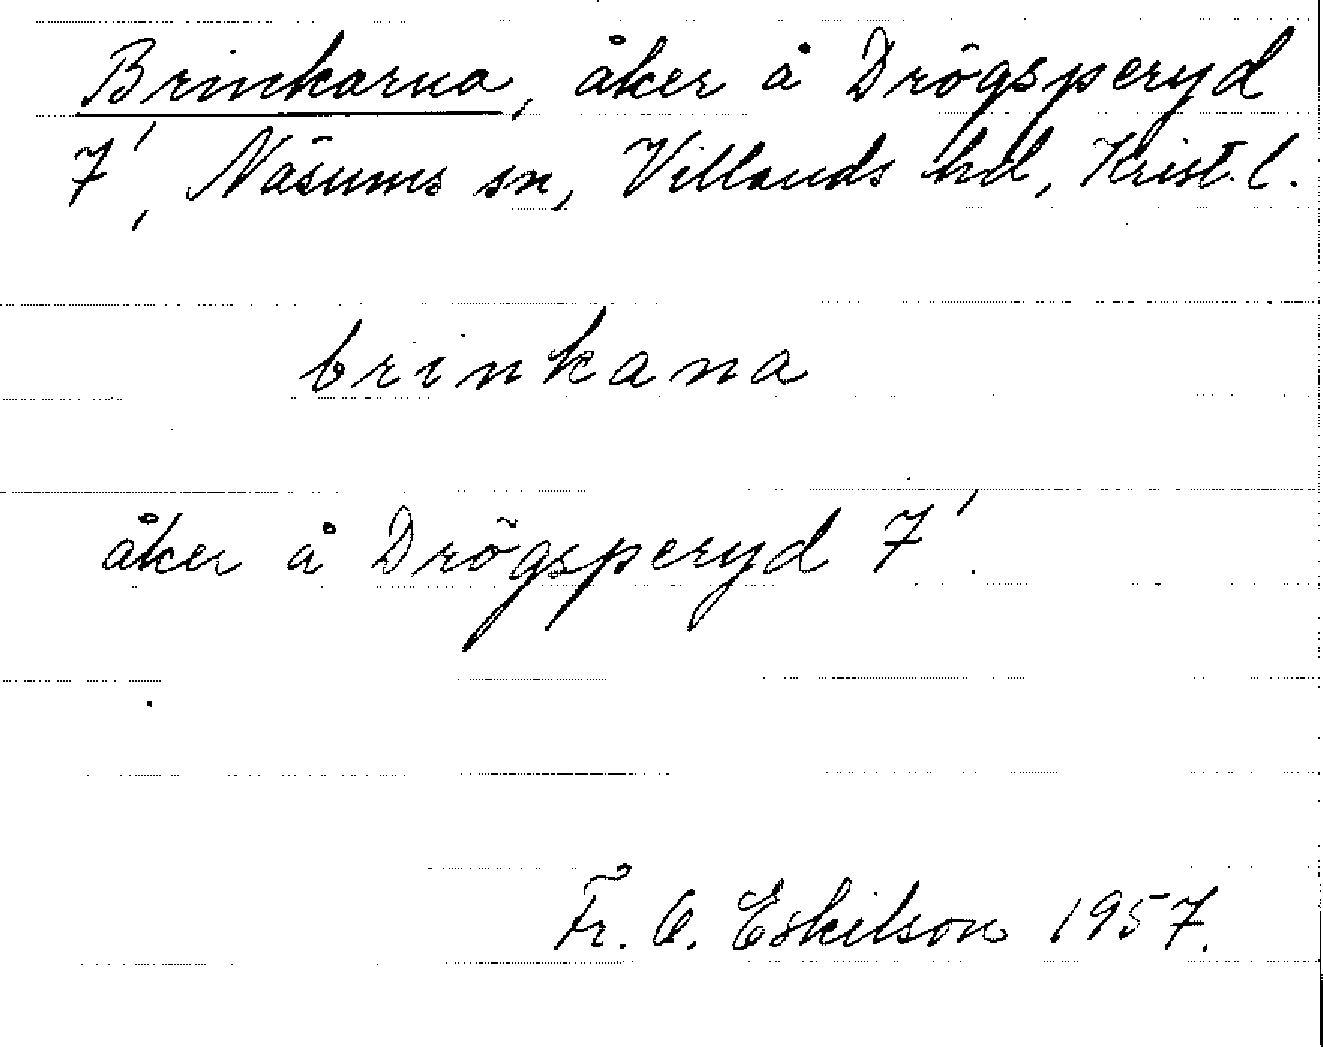 Brinkarna, åker å Drögsperyd
7', Näsums sn, Villands hd, Krist. l.
brinkana
åker å Drögsperyd 7'.
Fr. O. Eskilson 1957.